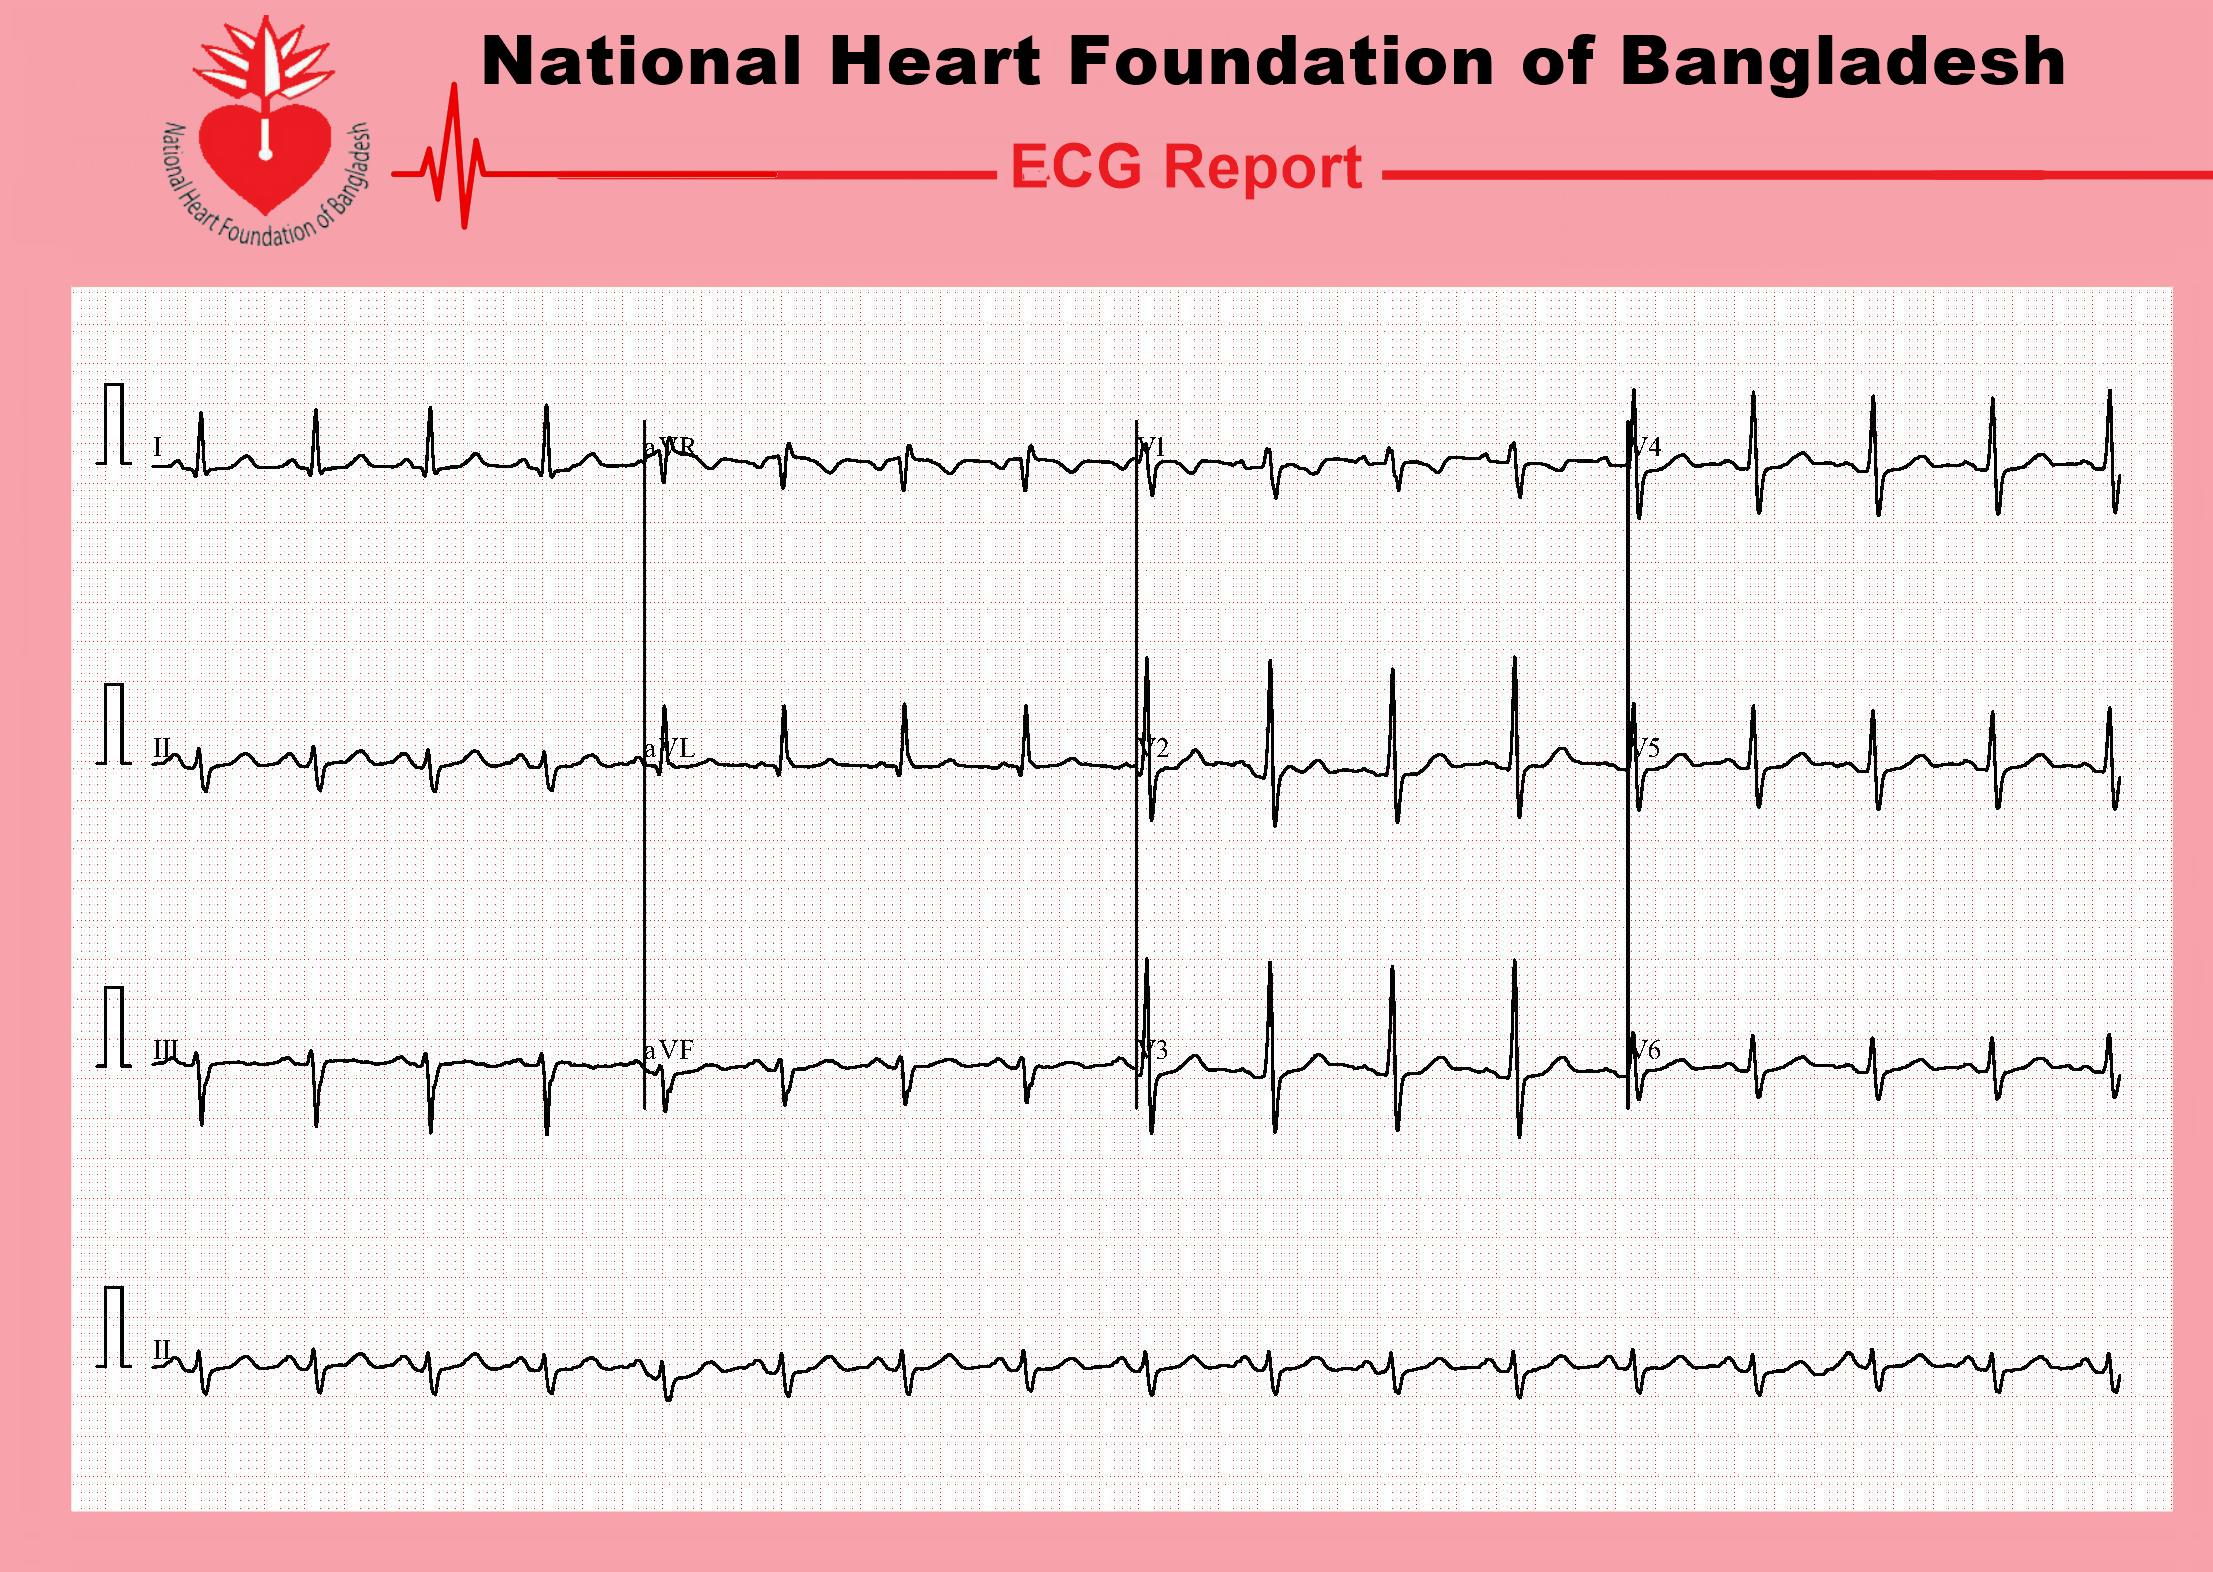 National Heart Foundation of Bangladesh
National Heart Foundation of Bangladesh
ECG Report
I
aVR
V1
V4
II
aVL
V2
V5
III
aVF
V3
V6
II